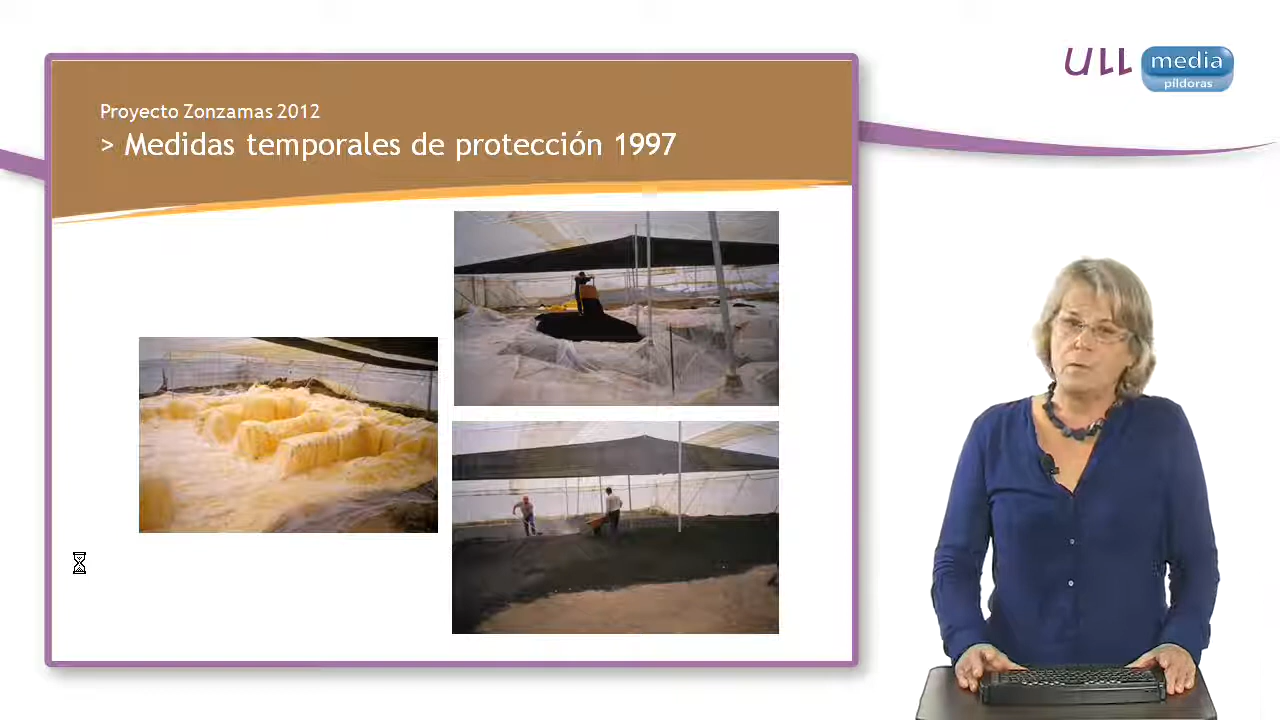 Proyecto Zonzamas 2012
> Medidas temporales de protección 1997
ULL media
píldoras